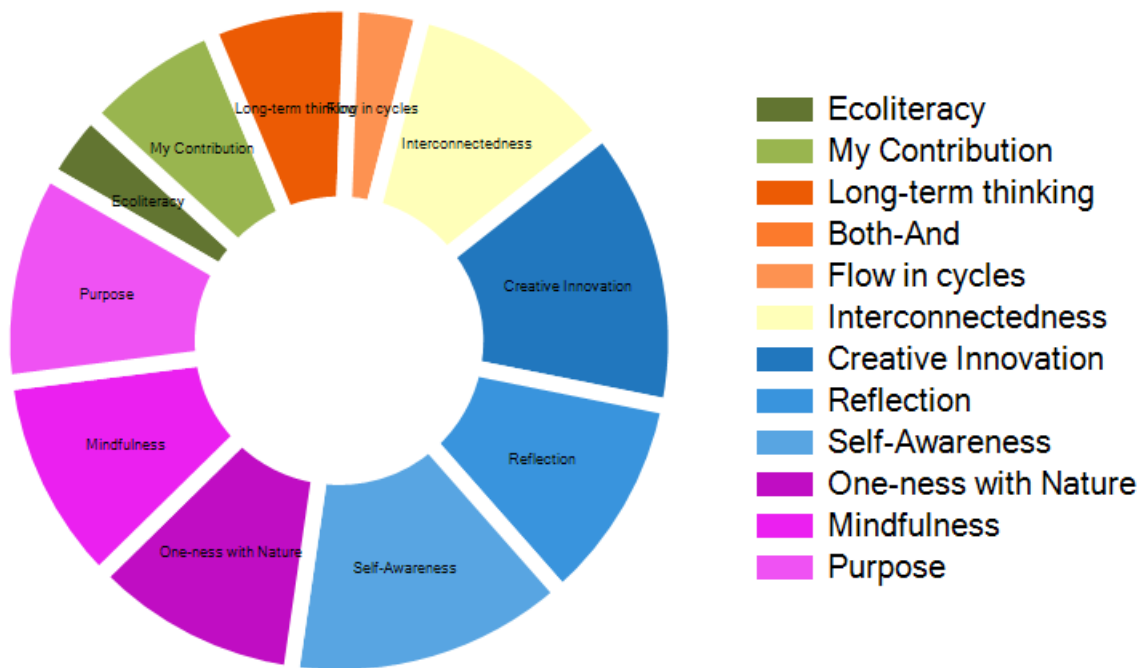 Long-term thinking
Flow in cycles
Interconnectedness
My Contribution
Ecoliteracy
Creative Innovation
Purpose
Mindfulness
Reflection
One-ness with Nature
Self-Awareness
Ecoliteracy
My Contribution
Long-term thinking
Both-And
Flow in cycles
Interconnectedness
Creative Innovation
Reflection
Self-Awareness
One-ness with Nature
Mindfulness
Purpose